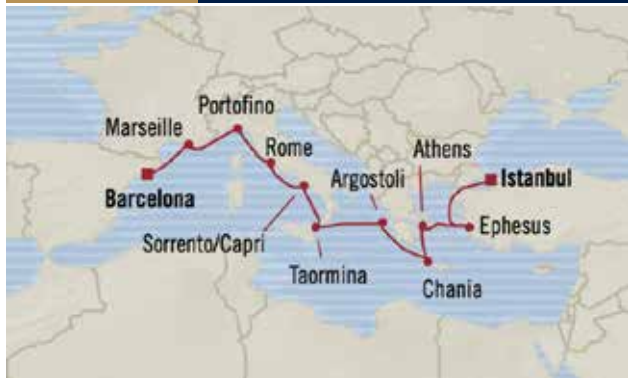 Portofino
Marseille
Rome
Athens
Argostoli
Istanbul
Barcelona
Ephesus
Sorrento/Capri
Taormina
Chania